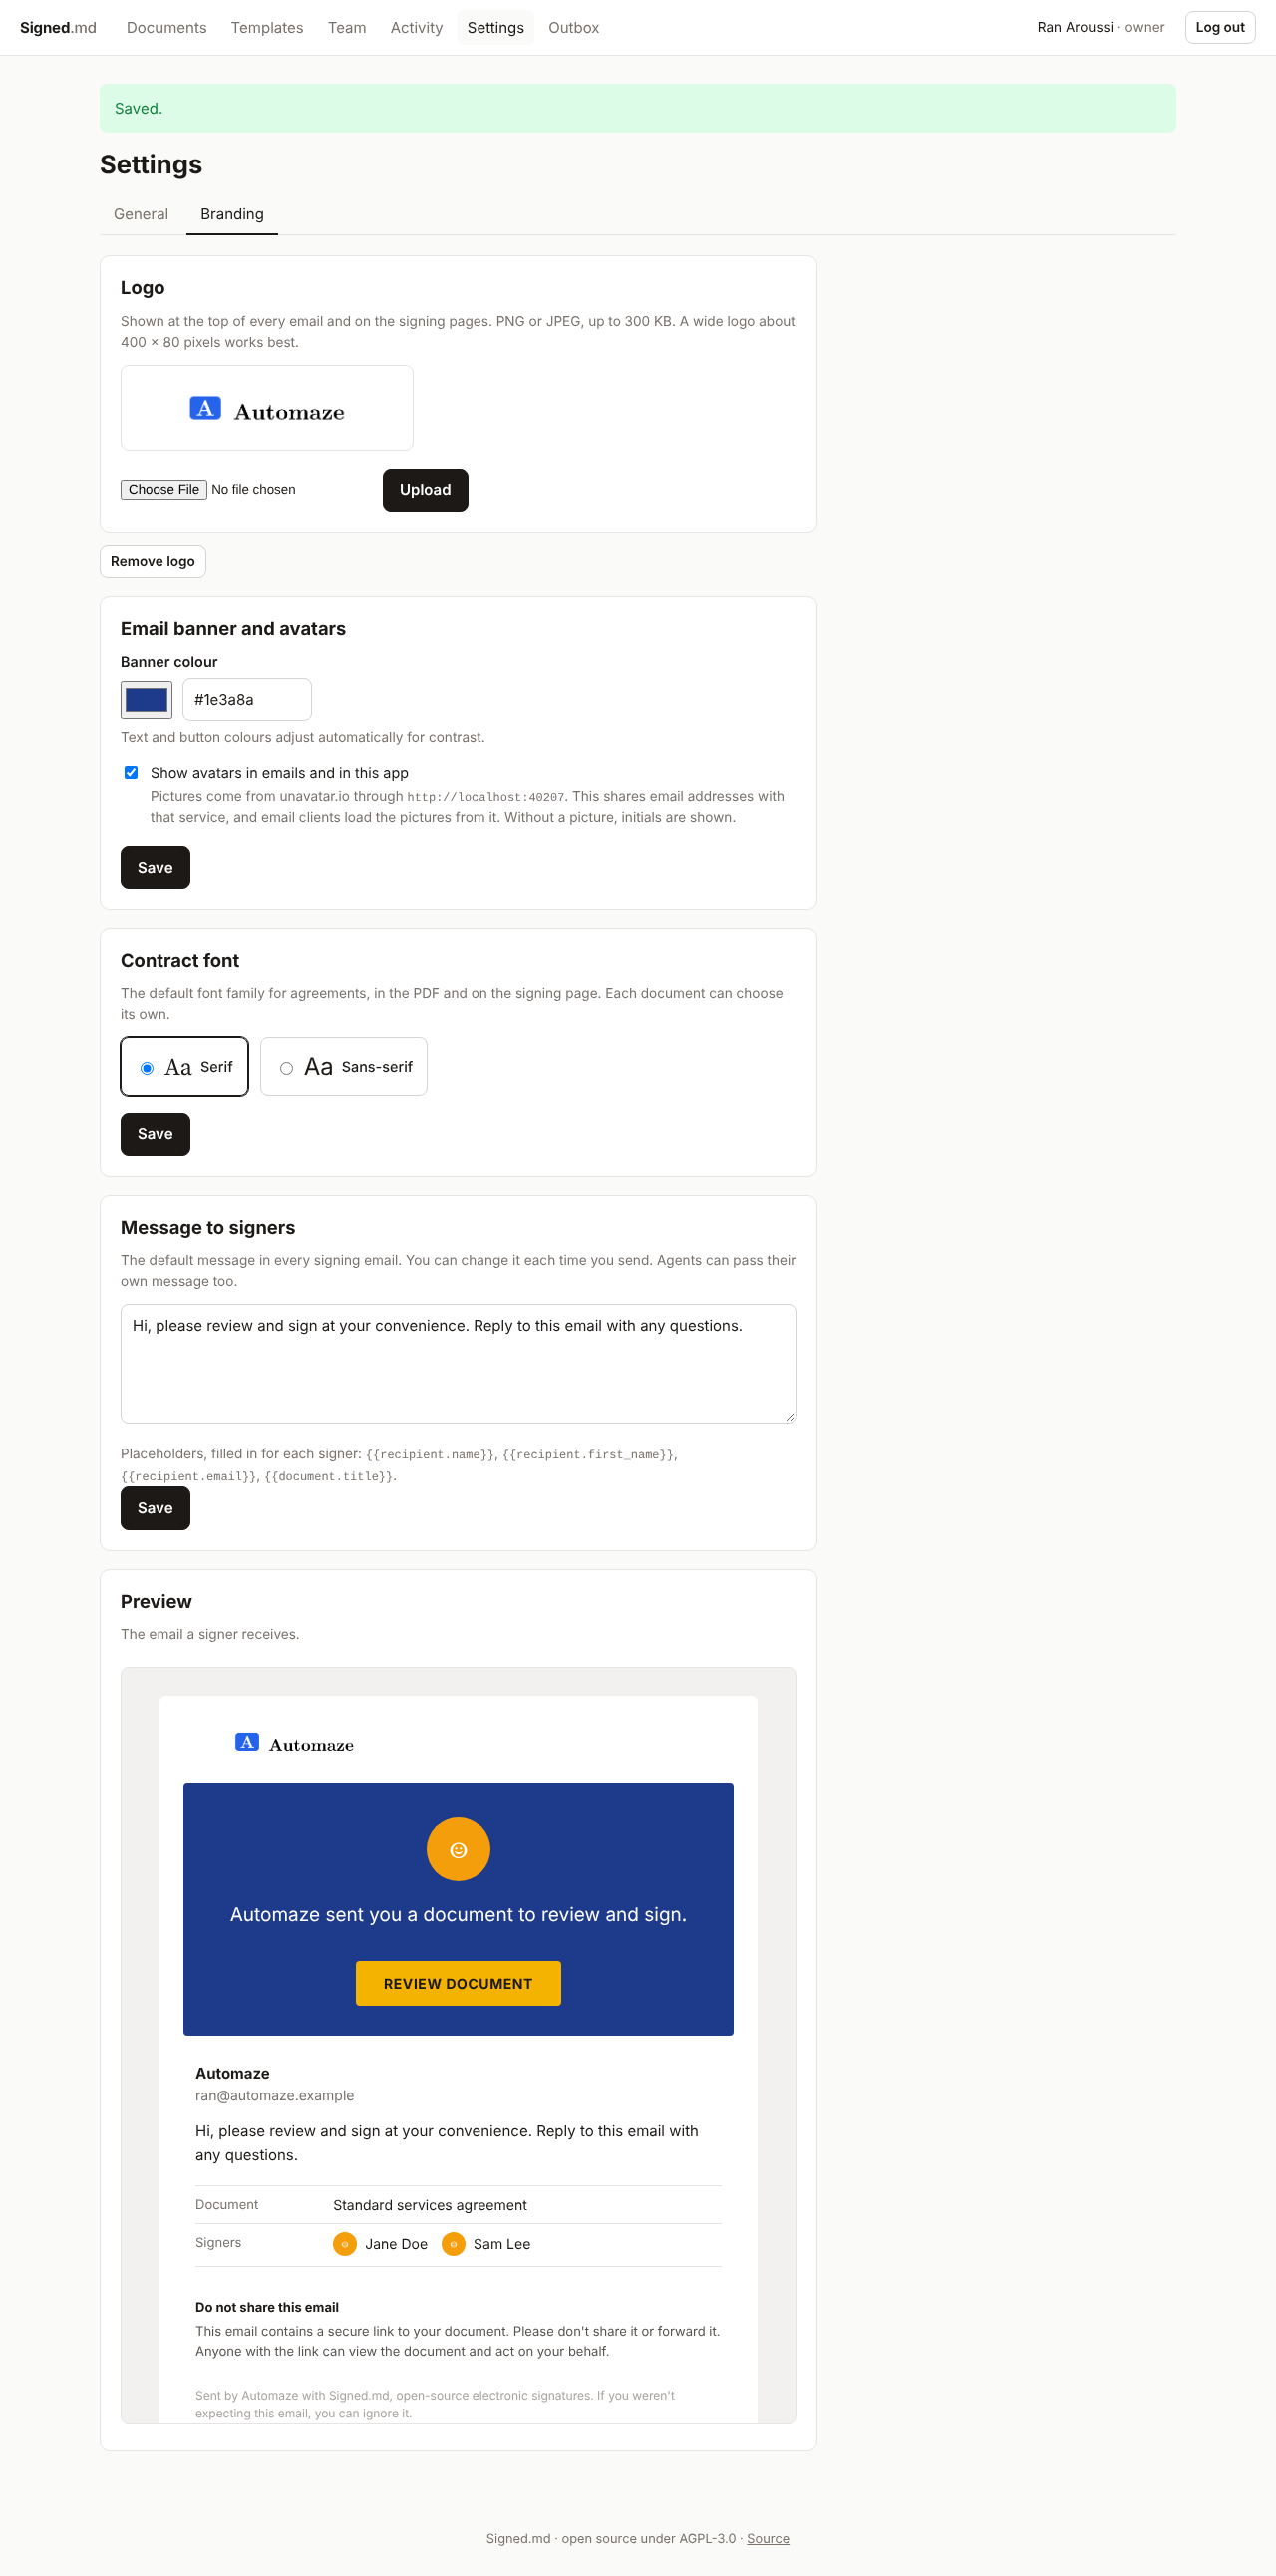 Signed.md Documents Templates Team Activity Settings Outbox Ran Aroussi · owner Log out
Saved.
Settings
General Branding
Logo
Shown at the top of every email and on the signing pages. PNG or JPEG, up to 300 KB. A wide logo about
400 × 80 pixels works best.
A Automaze
Choose File No file chosen Upload
Remove logo
Email banner and avatars
Banner colour
#1e3a8a
Text and button colours adjust automatically for contrast.
Show avatars in emails and in this app
Pictures come from unavatar.io through http://localhost:40207. This shares email addresses with
that service, and email clients load the pictures from it. Without a picture, initials are shown.
Save
Contract font
The default font family for agreements, in the PDF and on the signing page. Each document can choose
its own.
Aa Serif Aa Sans-serif
Save
Message to signers
The default message in every signing email. You can change it each time you send. Agents can pass their
own message too.
Hi, please review and sign at your convenience. Reply to this email with any questions.
Placeholders, filled in for each signer: {{recipient.name}}, {{recipient.first_name}},
{{recipient.email}}, {{document.title}}.
Save
Preview
The email a signer receives.
A Automaze
Automaze sent you a document to review and sign.
REVIEW DOCUMENT
Automaze
ran@automaze.example
Hi, please review and sign at your convenience. Reply to this email with
any questions.
Document Standard services agreement
Signers Jane Doe Sam Lee
Do not share this email
This email contains a secure link to your document. Please don't share it or forward it.
Anyone with the link can view the document and act on your behalf.
Sent by Automaze with Signed.md, open-source electronic signatures. If you weren't
expecting this email, you can ignore it.
Signed.md · open source under AGPL-3.0 · Source